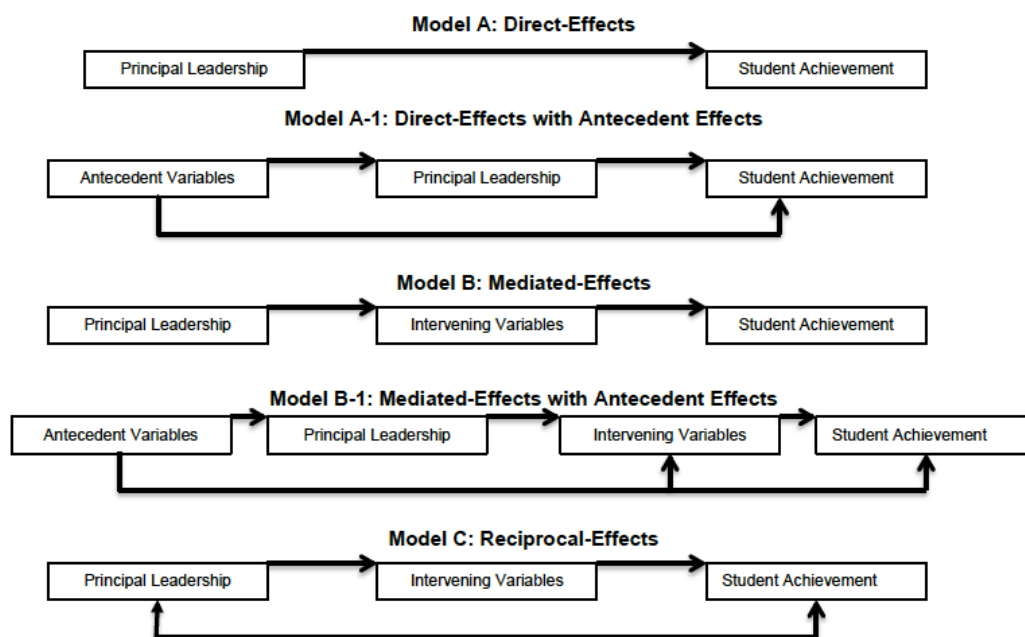 Model A: Direct-Effects
Principal Leadership
Student Achievement
Model A-1: Direct-Effects with Antecedent Effects
Antecedent Variables
Principal Leadership
Student Achievement
Model B: Mediated-Effects
Principal Leadership
Intervening Variables
Student Achievement
Model B-1: Mediated-Effects with Antecedent Effects
Antecedent Variables
Principal Leadership
Intervening Variables
Student Achievement
Model C: Reciprocal-Effects
Principal Leadership
Intervening Variables
Student Achievement